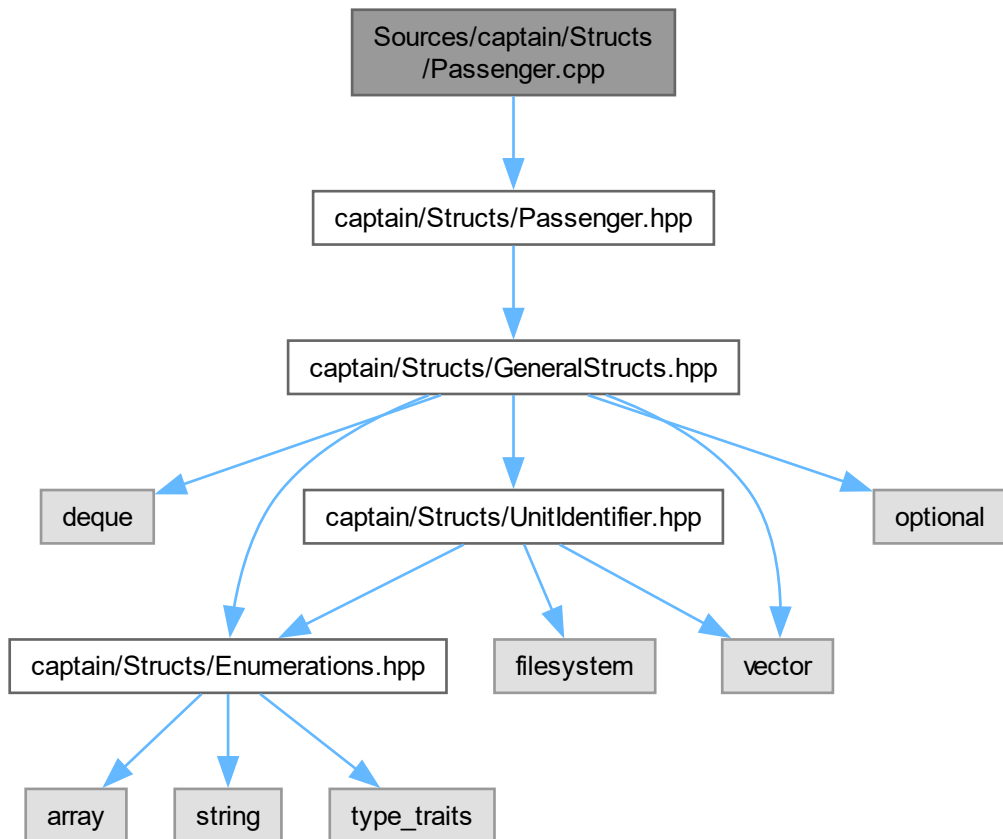 Sources/captain/Structs
/Passenger.cpp
captain/Structs/Passenger.hpp
captain/Structs/GeneralStructs.hpp
deque
captain/Structs/UnitIdentifier.hpp
optional
captain/Structs/Enumerations.hpp
filesystem
vector
array
string
type_traits